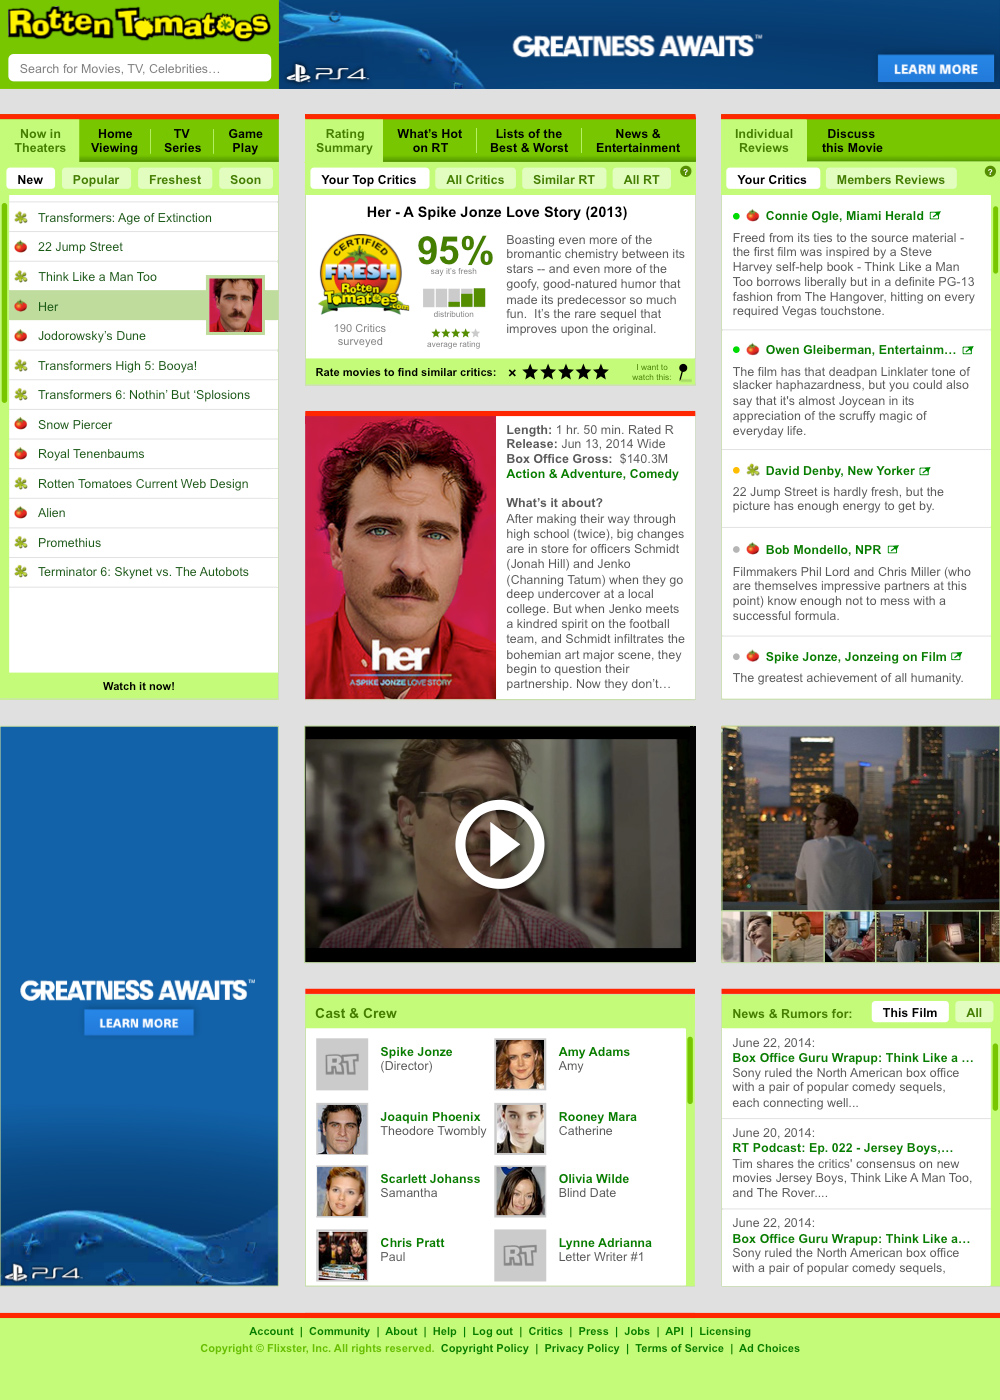 Rotten Tomatoes
Search for Movies, TV, Celebrities…
PS4
GREATNESS AWAITS™
LEARN MORE
Now in
Theaters
Home
Viewing
TV
Series
Game
Play
New
Popular
Freshest
Soon
Transformers: Age of Extinction
22 Jump Street
Think Like a Man Too
Her
Jodorowsky's Dune
Transformers High 5: Booya!
Transformers 6: Nothin' But 'Splosions
Snow Piercer
Royal Tenenbaums
Rotten Tomatoes Current Web Design
Alien
Promethius
Terminator 6: Skynet vs. The Autobots
Watch it now!
Rating
Summary
What's Hot
on RT
Lists of the
Best & Worst
News &
Entertainment
Your Top Critics
All Critics
Similar RT
All RT
?
Her - A Spike Jonze Love Story (2013)
CERTIFIED
FRESH
Rotten
Tomatoes.com
190 Critics
surveyed
95%
say it's fresh
distribution
average rating
Boasting even more of the
bromantic chemistry between its
stars -- and even more of the
goofy, good-natured humor that
made its predecessor so much
fun. It's the rare sequel that
improves upon the original.
Rate movies to find similar critics: × ★★★★★
I want to
watch this:
her
A SPIKE JONZE LOVE STORY
Length: 1 hr. 50 min. Rated R
Release: Jun 13, 2014 Wide
Box Office Gross: $140.3M
Action & Adventure, Comedy
What's it about?
After making their way through
high school (twice), big changes
are in store for officers Schmidt
(Jonah Hill) and Jenko
(Channing Tatum) when they go
deep undercover at a local
college. But when Jenko meets
a kindred spirit on the football
team, and Schmidt infiltrates the
bohemian art major scene, they
begin to question their
partnership. Now they don't…
Individual
Reviews
Discuss
this Movie
Your Critics
Members Reviews
?
Connie Ogle, Miami Herald
Freed from its ties to the source material -
the first film was inspired by a Steve
Harvey self-help book - Think Like a Man
Too borrows liberally but in a definite PG-13
fashion from The Hangover, hitting on every
required Vegas touchstone.
Owen Gleiberman, Entertainm…
The film has that deadpan Linklater tone of
slacker haphazardness, but you could also
say that it's almost Joycean in its
appreciation of the scruffy magic of
everyday life.
David Denby, New Yorker
22 Jump Street is hardly fresh, but the
picture has enough energy to get by.
Bob Mondello, NPR
Filmmakers Phil Lord and Chris Miller (who
are themselves impressive partners at this
point) know enough not to mess with a
successful formula.
Spike Jonze, Jonzeing on Film
The greatest achievement of all humanity.
GREATNESS AWAITS™
LEARN MORE
PS4
Cast & Crew
RT
Spike Jonze
(Director)
Amy Adams
Amy
Joaquin Phoenix
Theodore Twombly
Rooney Mara
Catherine
Scarlett Johanss
Samantha
Olivia Wilde
Blind Date
Chris Pratt
Paul
RT
Lynne Adrianna
Letter Writer #1
News & Rumors for:
This Film
All
June 22, 2014:
Box Office Guru Wrapup: Think Like a …
Sony ruled the North American box office
with a pair of popular comedy sequels,
each connecting well...
June 20, 2014:
RT Podcast: Ep. 022 - Jersey Boys,…
Tim shares the critics' consensus on new
movies Jersey Boys, Think Like A Man Too,
and The Rover....
June 22, 2014:
Box Office Guru Wrapup: Think Like a…
Sony ruled the North American box office
with a pair of popular comedy sequels,
Account | Community | About | Help | Log out | Critics | Press | Jobs | API | Licensing
Copyright © Flixster, Inc. All rights reserved. Copyright Policy | Privacy Policy | Terms of Service | Ad Choices